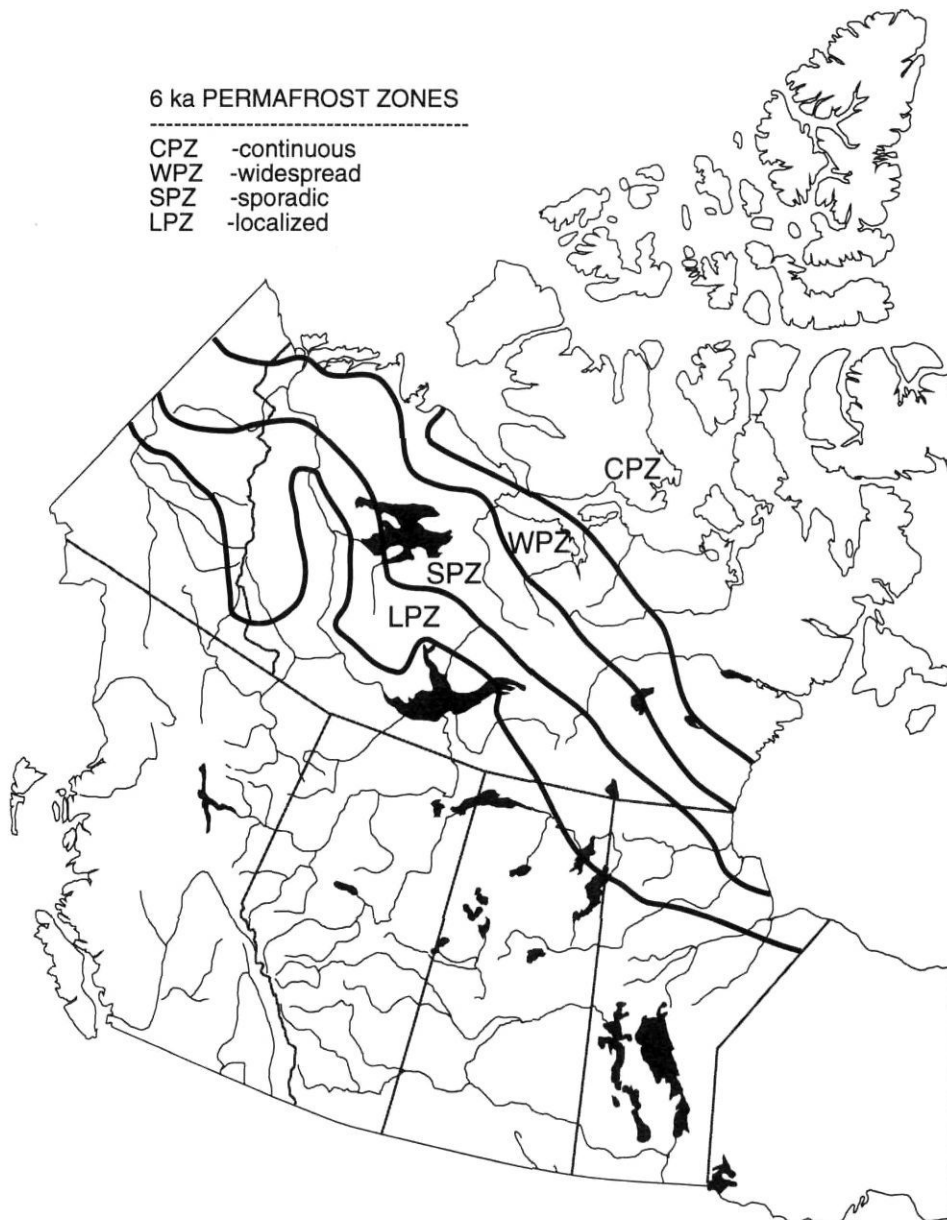 6 ka PERMAFROST ZONES
---------------------------------------
CPZ -continuous
WPZ -widespread
SPZ -sporadic
LPZ -localized
CPZ
WPZ
SPZ
LPZ